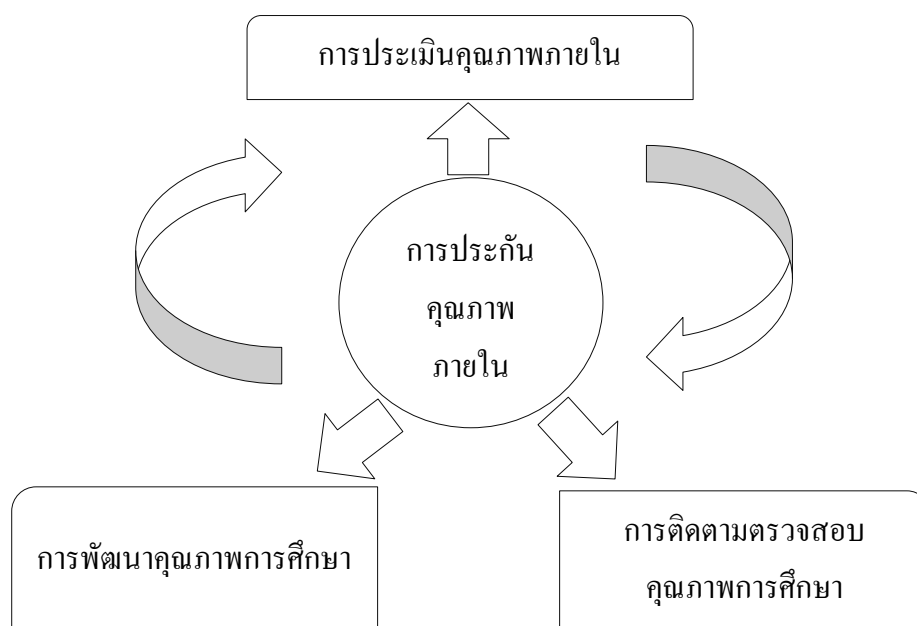 การประเมินคุณภาพภายใน
การประกัน
คุณภาพ
ภายใน
การพัฒนาคุณภาพการศึกษา
การติดตามตรวจสอบ
คุณภาพการศึกษา